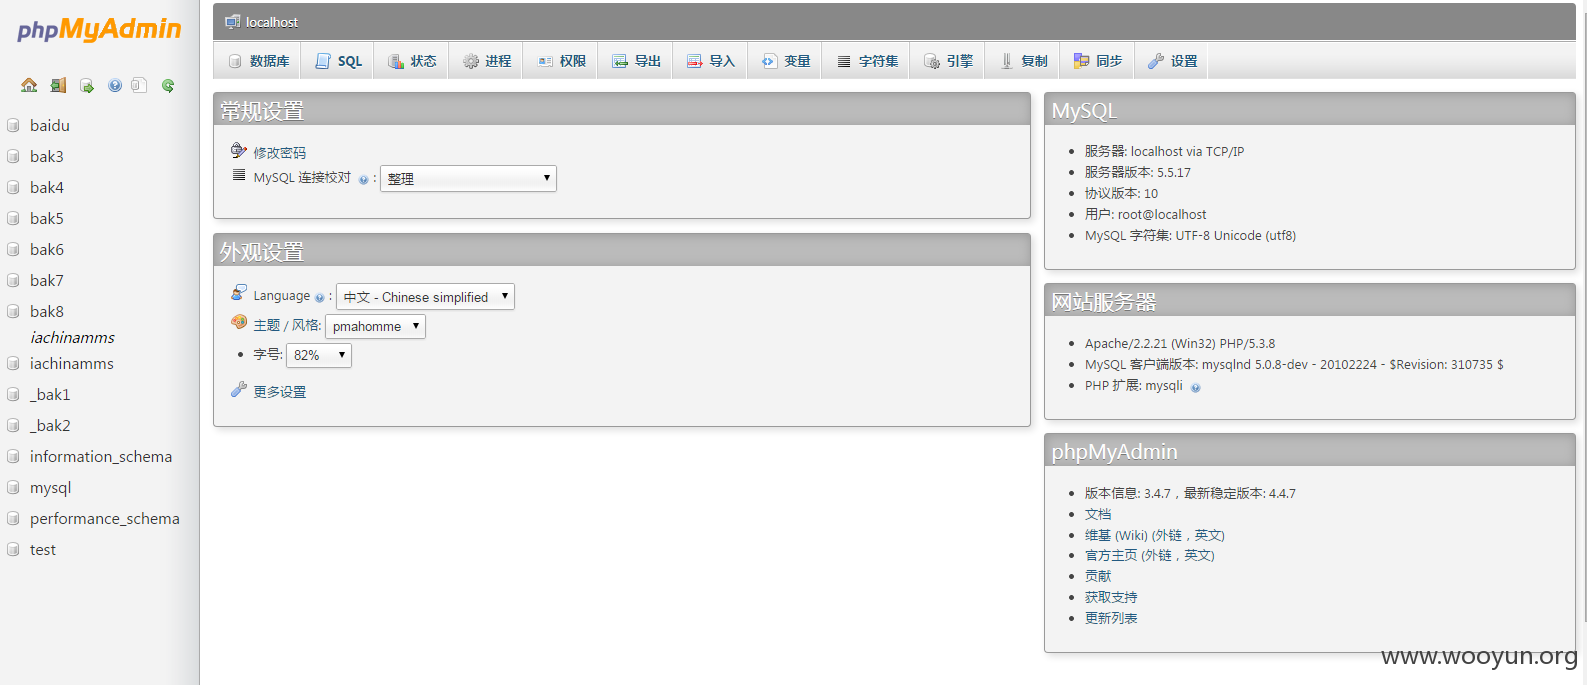 phpMyAdmin
baidu
bak3
bak4
bak5
bak6
bak7
bak8
iachinamms
iachinamms
_bak1
_bak2
information_schema
mysql
performance_schema
test
localhost
数据库 SQL 状态 进程 权限 导出 导入 变量 字符集 引擎 复制 同步 设置
常规设置
修改密码
MySQL 连接校对 : 整理
外观设置
Language : 中文 - Chinese simplified
主题 / 风格: pmahomme
字号: 82%
更多设置
MySQL
服务器: localhost via TCP/IP
服务器版本: 5.5.17
协议版本: 10
用户: root@localhost
MySQL 字符集: UTF-8 Unicode (utf8)
网站服务器
Apache/2.2.21 (Win32) PHP/5.3.8
MySQL 客户端版本: mysqlnd 5.0.8-dev - 20102224 - $Revision: 310735 $
PHP 扩展: mysqli
phpMyAdmin
版本信息: 3.4.7，最新稳定版本: 4.4.7
文档
维基 (Wiki) (外链，英文)
官方主页 (外链，英文)
贡献
获取支持
更新列表
www.wooyun.org